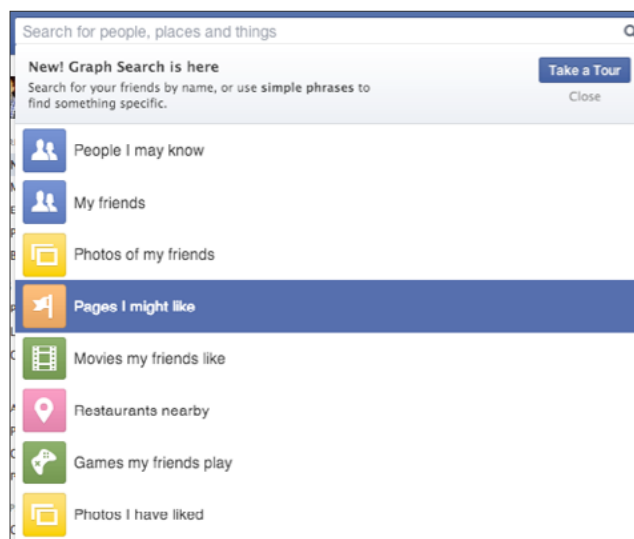 Search for people, places and things
New! Graph Search is here
Take a Tour
Search for your friends by name, or use simple phrases to
find something specific.
Close
People I may know
My friends
Photos of my friends
Pages I might like
Movies my friends like
Restaurants nearby
Games my friends play
Photos I have liked